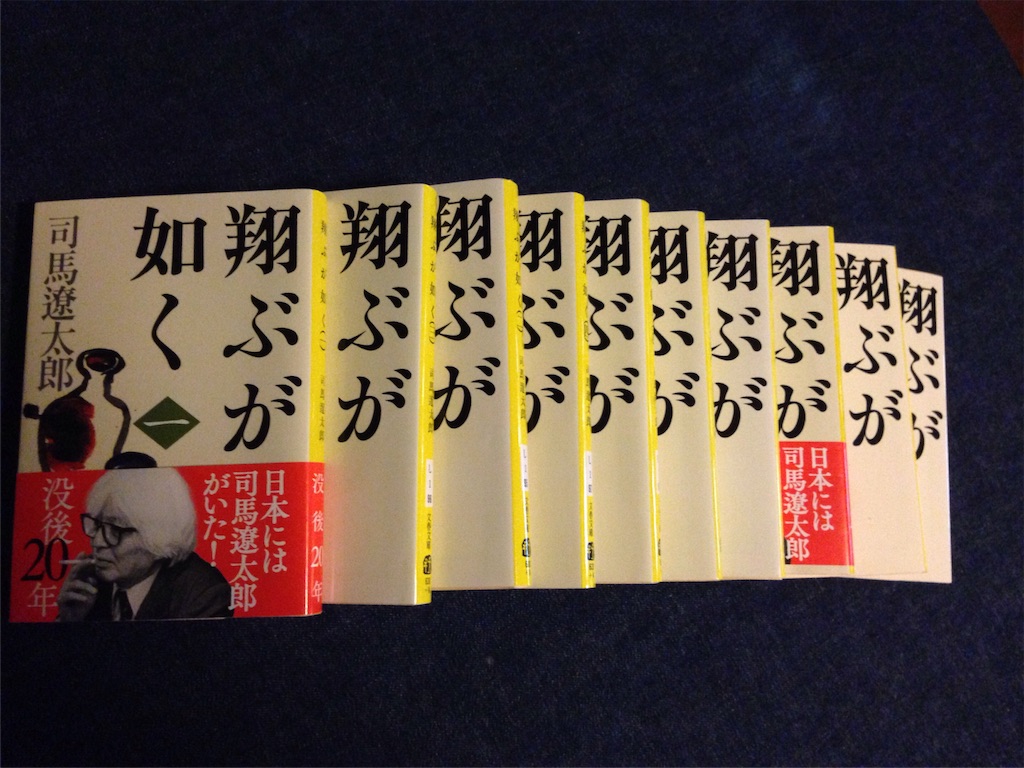 翔ぶが
如く
一
司馬遼太郎
日本には
司馬遼太郎
がいた!
没後20年
没後20年
翔ぶが
翔ぶが
翔ぶが
翔ぶが
翔ぶが
翔ぶが
翔ぶが
日本には
司馬遼太郎
翔ぶが
翔ぶが